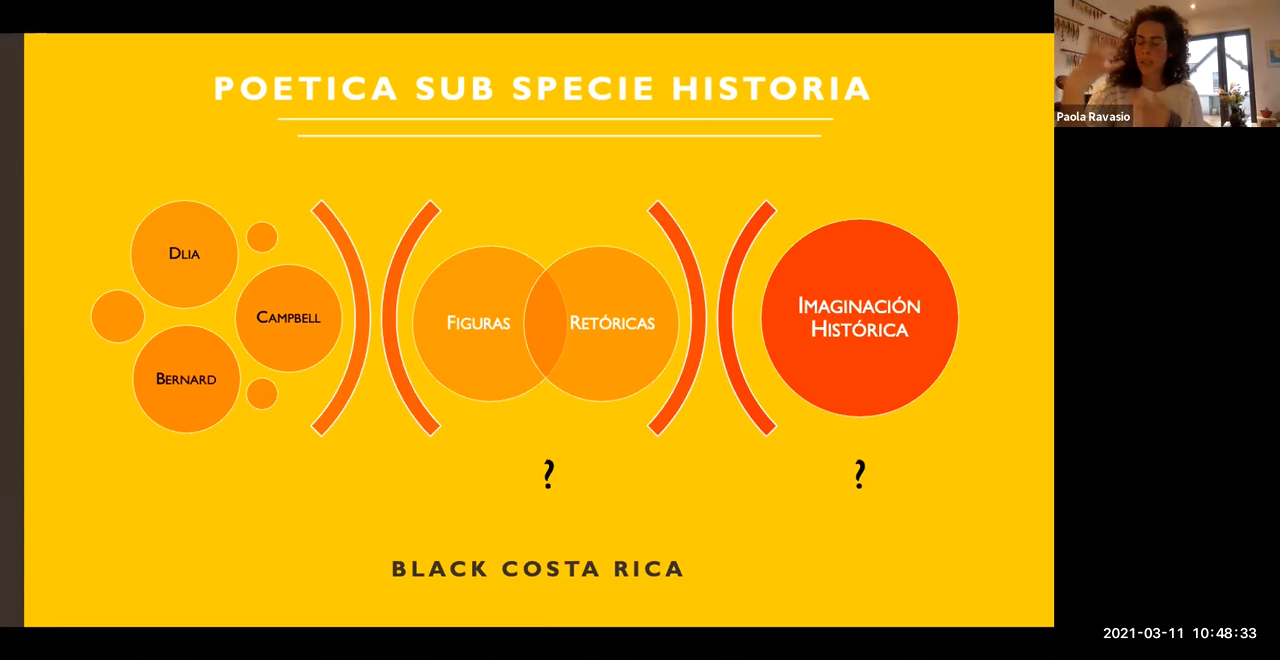 POETICA SUB SPECIE HISTORIA
Paola Ravasio
DLIA
CAMPBELL
BERNARD
FIGURAS
RETÓRICAS
IMAGINACIÓN
HISTÓRICA
?
?
BLACK COSTA RICA
2021-03-11 10:48:33